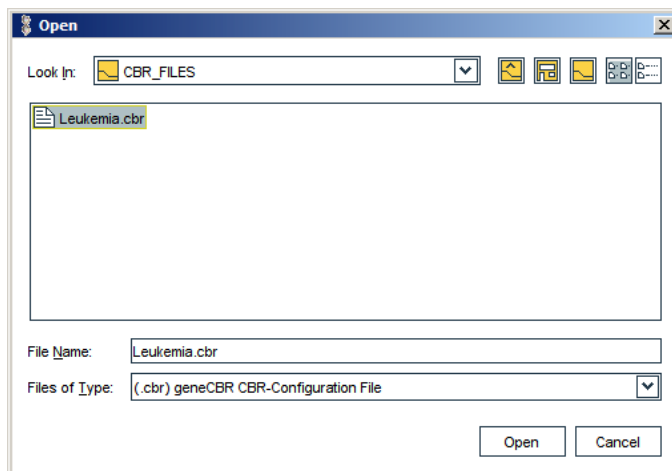 Open
Look In: CBR_FILES
Leukemia.cbr
File Name: Leukemia.cbr
Files of Type: (.cbr) geneCBR CBR-Configuration File
Open Cancel